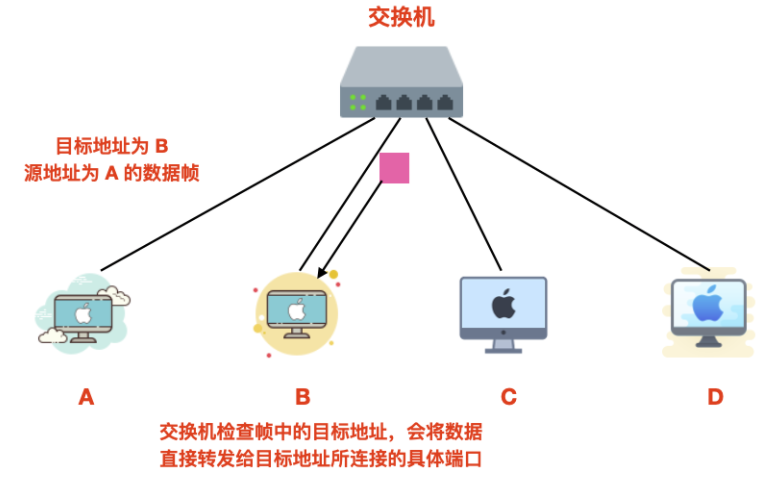 交换机
目标地址为 B
源地址为 A 的数据帧
A
B
C
D
交换机检查帧中的目标地址，会将数据
直接转发给目标地址所连接的具体端口